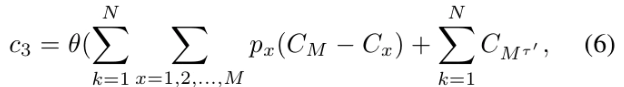 c_3 = \theta(\sum_{k=1}^{N} \sum_{x=1,2,...,M} p_x(C_M - C_x) + \sum_{k=1}^{N} C_{M^{\tau'}}, (6)